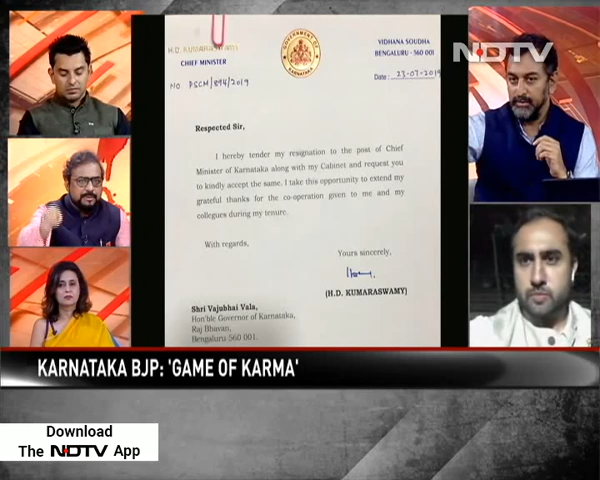 H.D. KUMARASWAMY
CHIEF MINISTER
NO PSCM/894/2019
GOVERNMENT OF
KARNATAKA
VIDHANA SOUDHA
BENGALURU - 560 001
Date : 23-07-2019
NDTV
Respected Sir,
I hereby tender my resignation to the post of Chief
Minister of Karnataka along with my Cabinet and request you
to kindly accept the same. I take this opportunity to extend my
grateful thanks for the co-operation given to me and my
collegues during my tenure.
With regards,
Yours sincerely,
(H.D. KUMARASWAMY)
Shri Vajubhai Vala,
Hon'ble Governor of Karnataka,
Raj Bhavan,
Bengaluru 560 001.
KARNATAKA BJP: 'GAME OF KARMA'
Download
The NDTV App